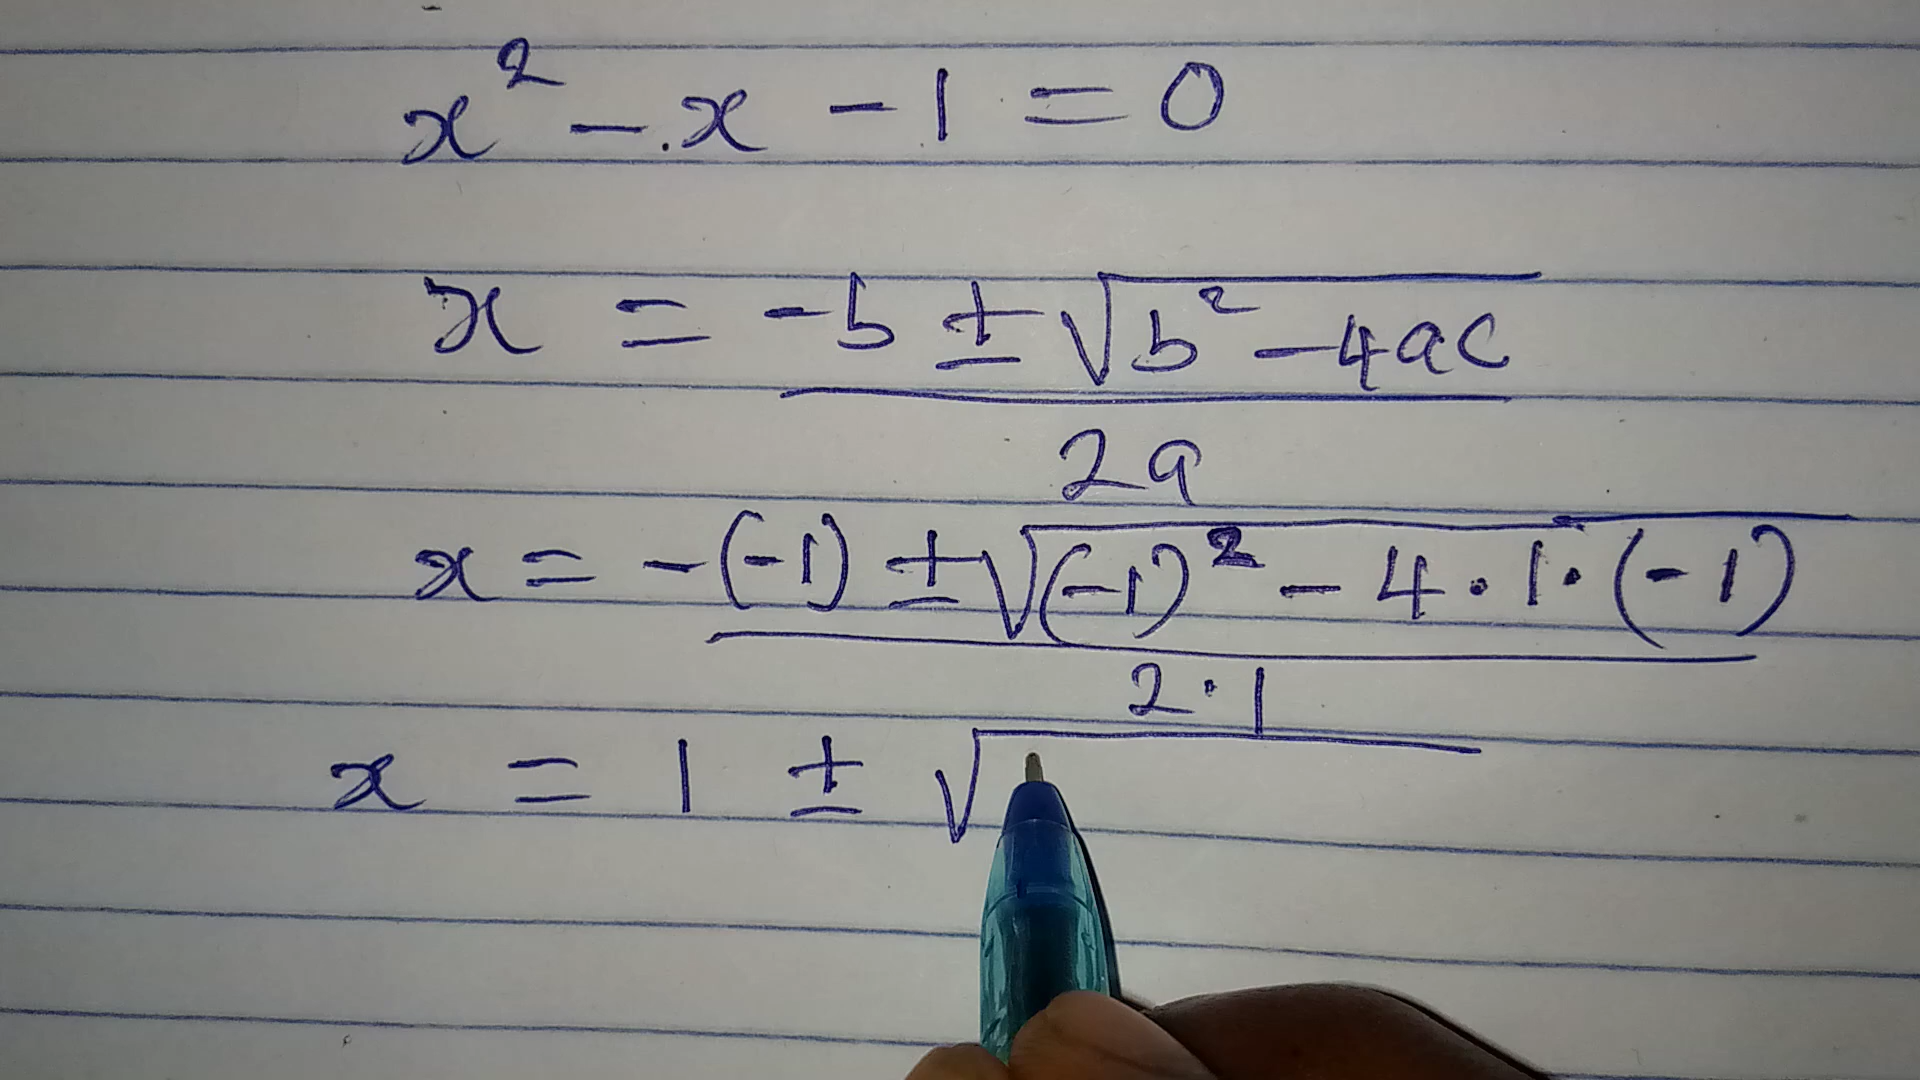 x² - x - 1 = 0
x = -b ± √b² - 4ac
2a
x = -(-1) ± √(-1)² - 4 · 1 · (-1)
2 · 1
x = 1 ± √